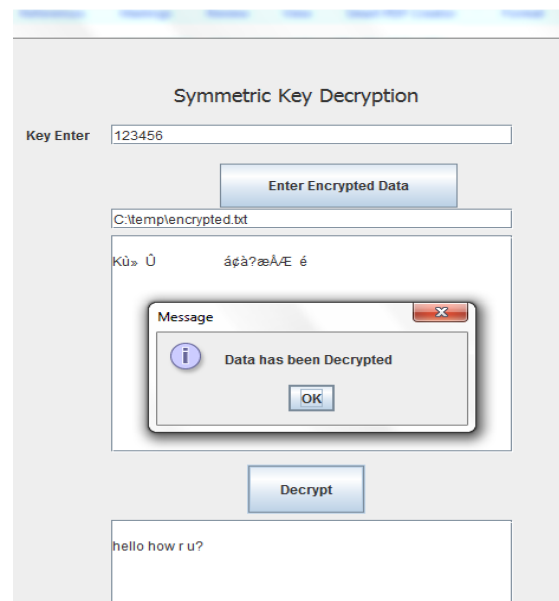 Symmetric Key Decryption
Key Enter 123456
Enter Encrypted Data
C:\temp\encrypted.txt
Kù» Û á¢à?æÅÆ é
Message
Data has been Decrypted
OK
Decrypt
hello how r u?